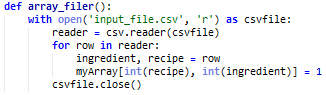 def array_filer():
    with open('input_file.csv', 'r') as csvfile:
        reader = csv.reader(csvfile)
        for row in reader:
            ingredient, recipe = row
            myArray[int(recipe), int(ingredient)] = 1
        csvfile.close()